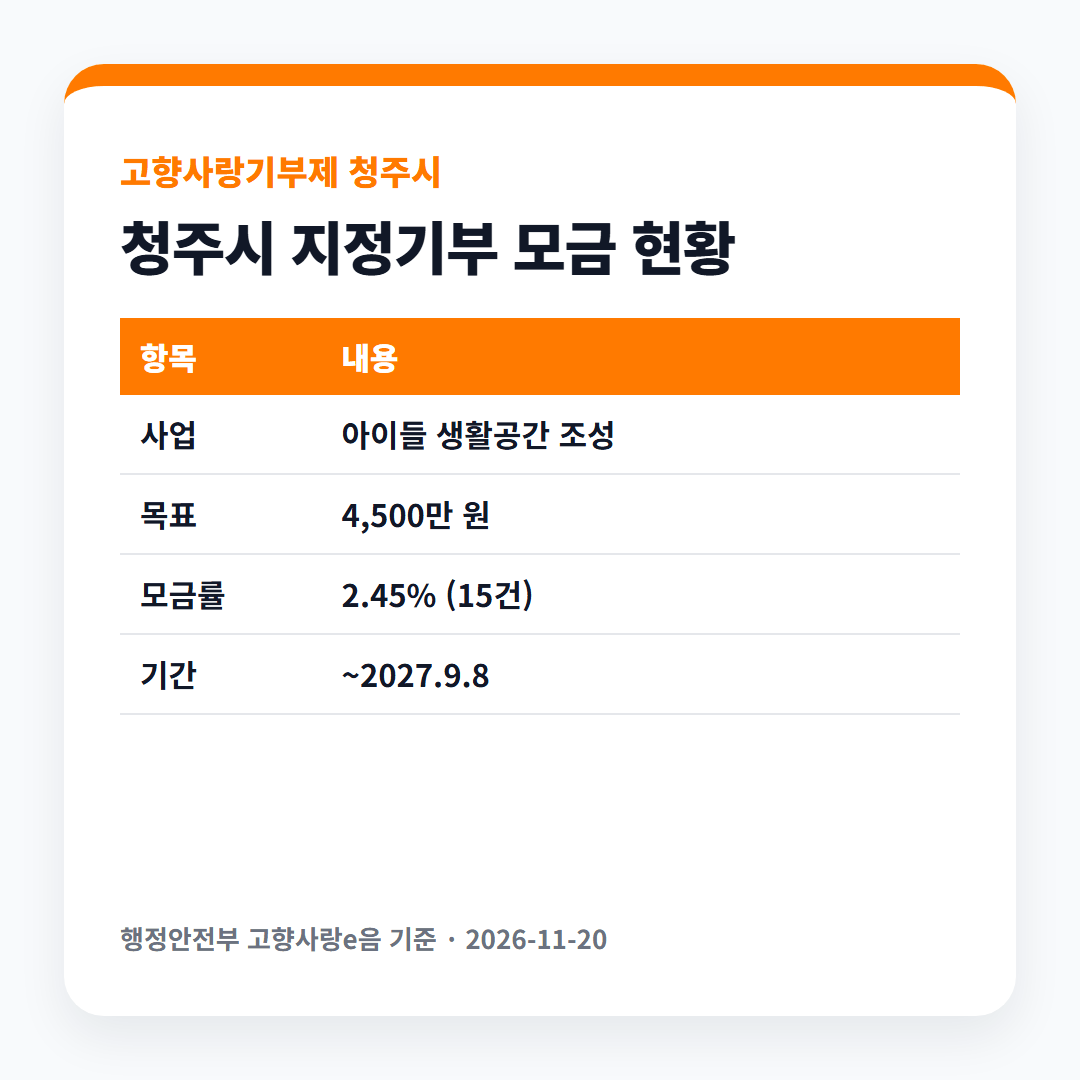 고향사랑기부제 청주시
청주시 지정기부 모금 현황
항목 내용
사업 아이들 생활공간 조성
목표 4,500만 원
모금률 2.45% (15건)
기간 ~2027.9.8
행정안전부 고향사랑e음 기준 · 2026-11-20